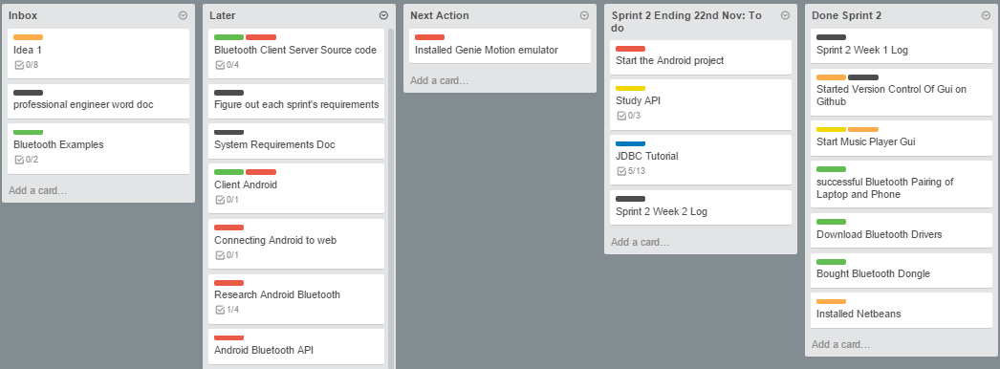 Inbox
Idea 1
0/8
professional engineer word doc
Bluetooth Examples
0/2
Add a card...
Later
Bluetooth Client Server Source code
0/4
Figure out each sprint's requirements
System Requirements Doc
Client Android
0/1
Connecting Android to web
0/1
Research Android Bluetooth
1/4
Android Bluetooth API
Next Action
Installed Genie Motion emulator
Add a card...
Sprint 2 Ending 22nd Nov: To
do
Start the Android project
Study API
0/3
JDBC Tutorial
5/13
Sprint 2 Week 2 Log
Add a card...
Done Sprint 2
Sprint 2 Week 1 Log
Started Version Control Of Gui on
Github
Start Music Player Gui
successful Bluetooth Pairing of
Laptop and Phone
Download Bluetooth Drivers
Bought Bluetooth Dongle
Installed Netbeans
Add a card...